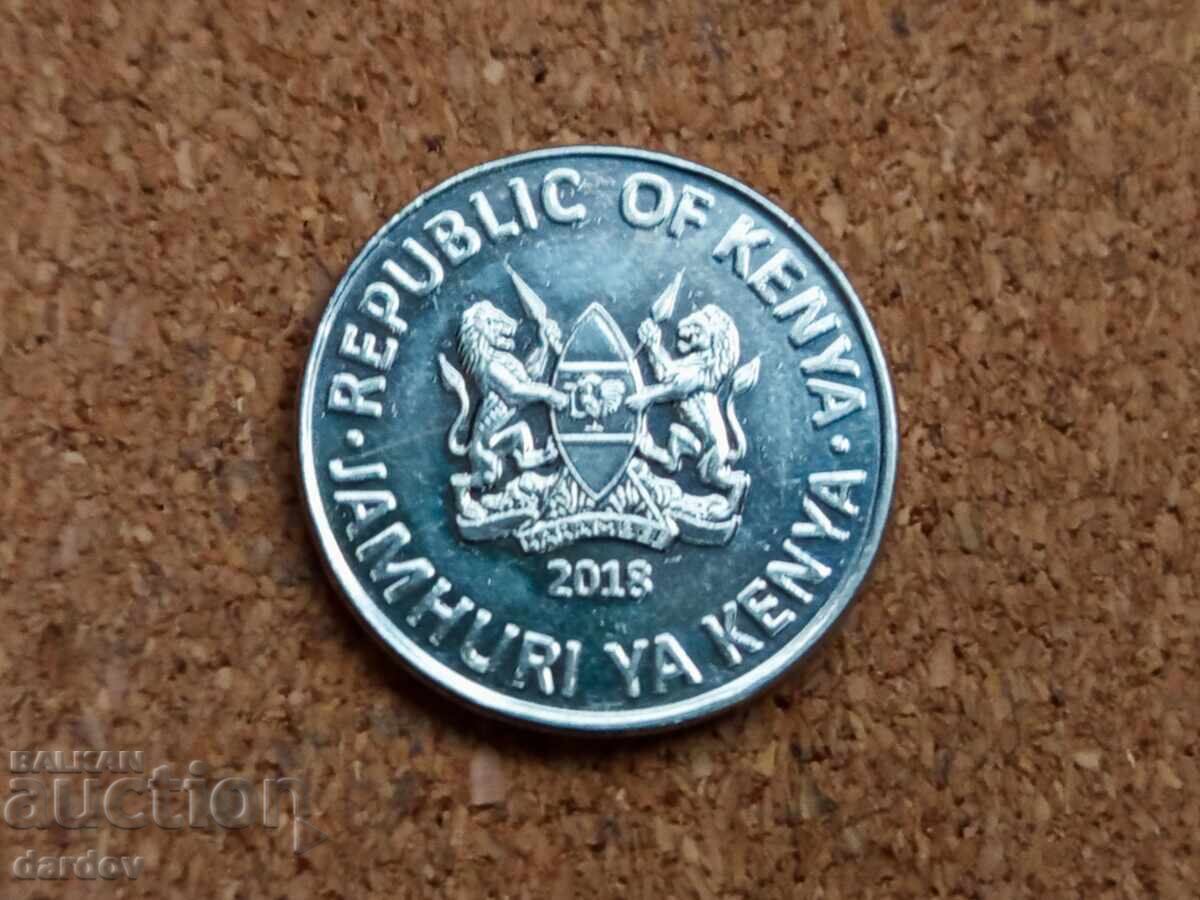 REPUBLIC OF KENYA
HARAMBEE
2018
JAMHURI YA KENYA
BALKAN
auction
dardov